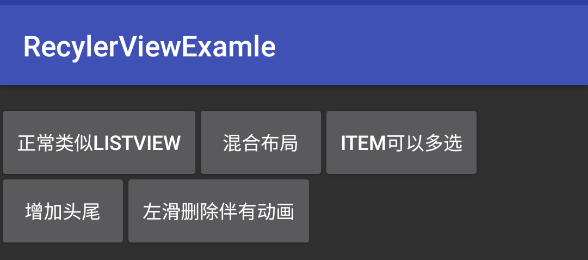 RecylerViewExamle
正常类似LISTVIEW 混合布局 ITEM可以多选
增加头尾 左滑删除伴有动画